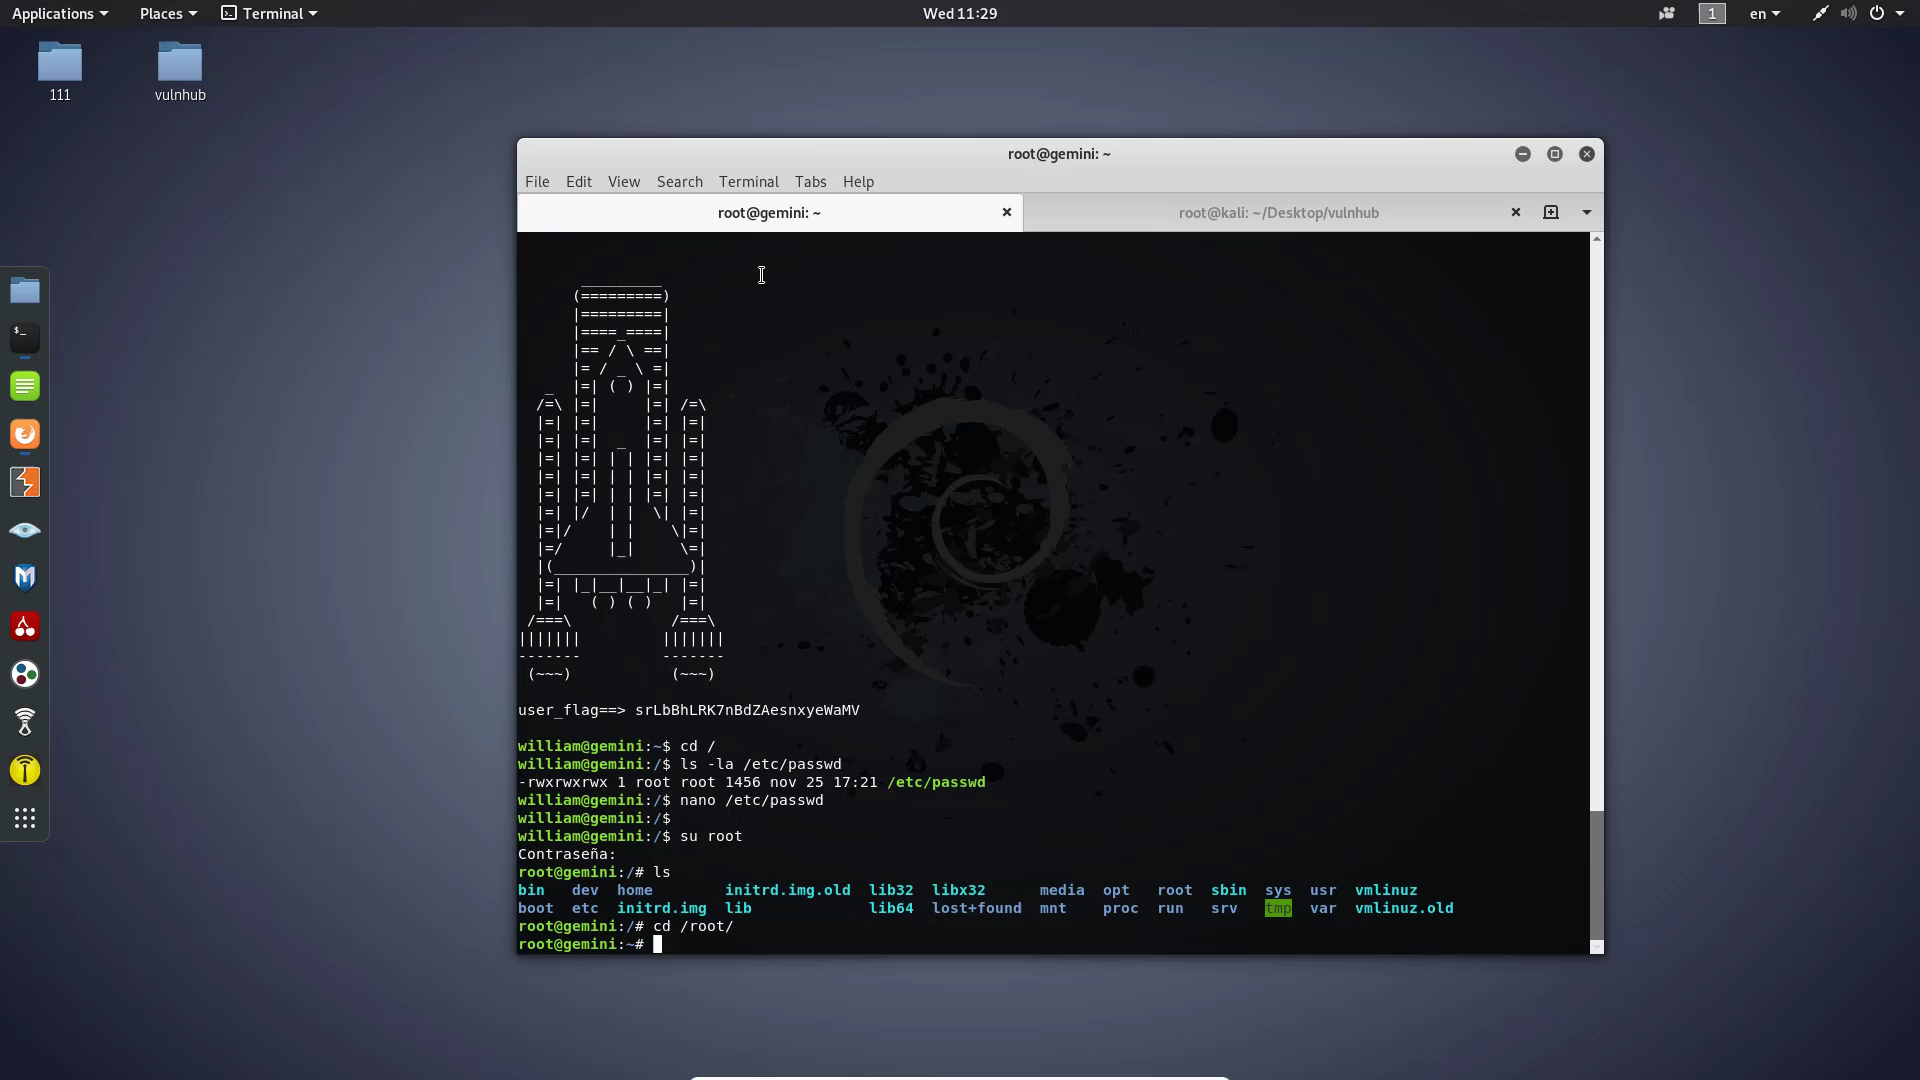 Applications Places Terminal Wed 11:29 1 en
111 vulnhub
root@gemini: ~
File Edit View Search Terminal Tabs Help
root@gemini: ~ root@kali: ~/Desktop/vulnhub
           _________
      (=========)
      |=========|
      |====_====|
      |== / \ ==|
      |= / _ \ =|
   _  |=| ( ) |=|
  /=\ |=|     |=| /=\
  |=| |=|     |=| |=|
  |=| |=|  _  |=| |=|
  |=| |=| | | |=| |=|
  |=| |=| | | |=| |=|
  |=| |=| | | |=| |=|
  |=| |/  | |  \| |=|
  |=|/    | |    \|=|
  |=/     |_|     \=|
  |(_______________)|
  |=| |_|__|__|_| |=|
  |=|   ( ) ( )   |=|
 /===\           /===\
|||||||         |||||||
-------         -------
 (~~~)           (~~~)
user_flag==> srLbBhLRK7nBdZAesnxyeWaMV
william@gemini:~$ cd /
william@gemini:/$ ls -la /etc/passwd
-rwxrwxrwx 1 root root 1456 nov 25 17:21 /etc/passwd
william@gemini:/$ nano /etc/passwd
william@gemini:/$
william@gemini:/$ su root
Contraseña:
root@gemini:/# ls
bin dev home initrd.img.old lib32 libx32 media opt root sbin sys usr vmlinuz
boot etc initrd.img lib lib64 lost+found mnt proc run srv tmp var vmlinuz.old
root@gemini:/# cd /root/
root@gemini:~#